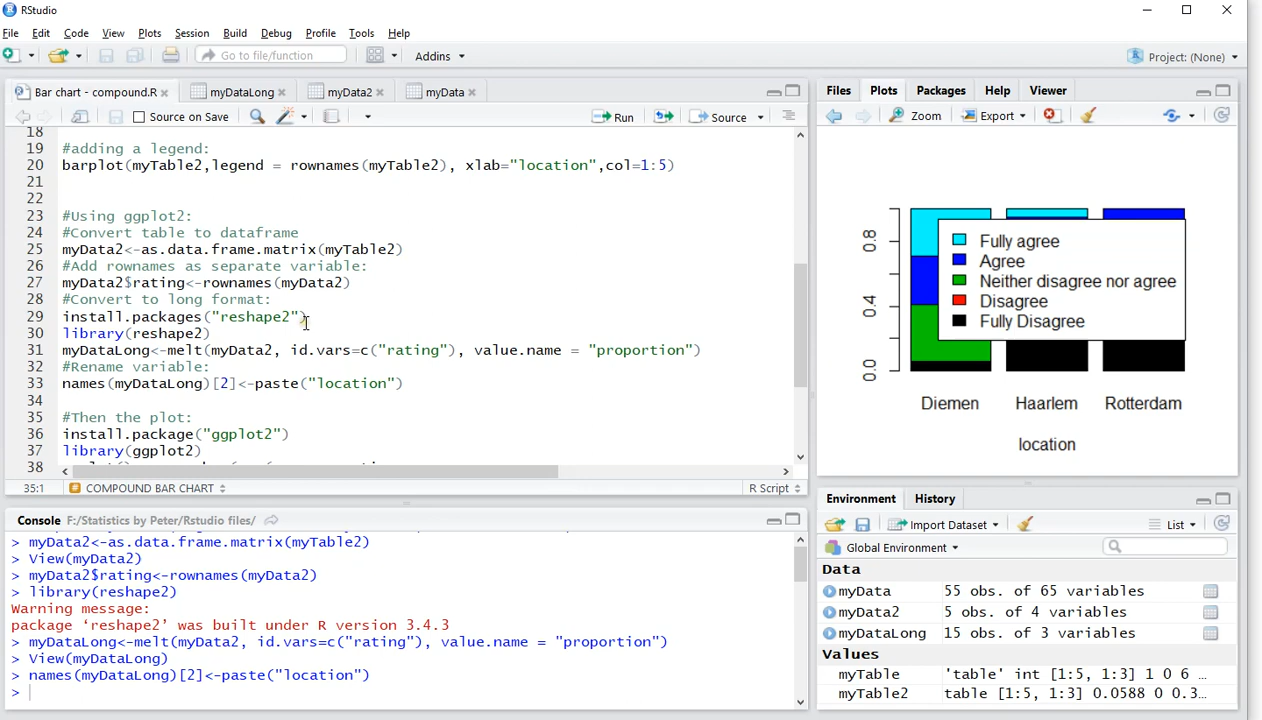 RStudio
File Edit Code View Plots Session Build Debug Profile Tools Help
Go to file/function Addins Project: (None)
Bar chart - compound.R myDataLong myData2 myData
Source on Save Run Source
18
19 #adding a legend:
20 barplot(myTable2,legend = rownames(myTable2), xlab="location",col=1:5)
21
22
23 #Using ggplot2:
24 #Convert table to dataframe
25 myData2<-as.data.frame.matrix(myTable2)
26 #Add rownames as separate variable:
27 myData2$rating<-rownames(myData2)
28 #Convert to long format:
29 install.packages("reshape2")
30 library(reshape2)
31 myDataLong<-melt(myData2, id.vars=c("rating"), value.name = "proportion")
32 #Rename variable:
33 names(myDataLong)[2]<-paste("location")
34
35 #Then the plot:
36 install.package("ggplot2")
37 library(ggplot2)
38
35:1 COMPOUND BAR CHART R Script
Console F:/Statistics by Peter/Rstudio files/
> myData2<-as.data.frame.matrix(myTable2)
> View(myData2)
> myData2$rating<-rownames(myData2)
> library(reshape2)
Warning message:
package ‘reshape2’ was built under R version 3.4.3
> myDataLong<-melt(myData2, id.vars=c("rating"), value.name = "proportion")
> View(myDataLong)
> names(myDataLong)[2]<-paste("location")
>
Files Plots Packages Help Viewer
Zoom Export
0.8
0.4
0.0
Fully agree
Agree
Neither disagree nor agree
Disagree
Fully Disagree
Diemen Haarlem Rotterdam
location
Environment History
Import Dataset List
Global Environment
Data
myData 55 obs. of 65 variables
myData2 5 obs. of 4 variables
myDataLong 15 obs. of 3 variables
Values
myTable 'table' int [1:5, 1:3] 1 0 6 …
myTable2 table [1:5, 1:3] 0.0588 0 0.3…